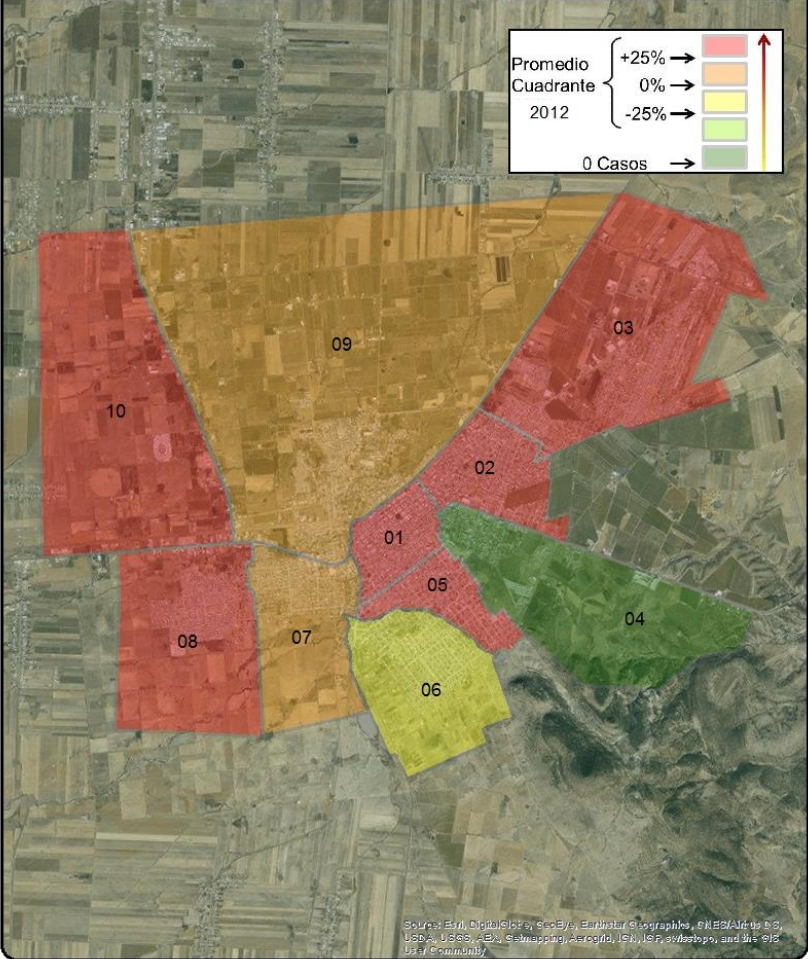 Promedio
Cuadrante
2012
+25%
0%
-25%
0 Casos
09
03
10
02
01
05
04
08
07
06
Source: Esri, DigitalGlobe, GeoEye, Earthstar Geographics, CNES/Airbus DS,
USDA, USGS, AEX, Getmapping, Aerogrid, IGN, IGP, swisstopo, and the GIS
User Community